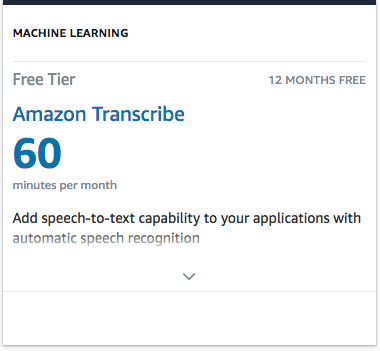 MACHINE LEARNING
Free Tier 12 MONTHS FREE
Amazon Transcribe
60
minutes per month
Add speech-to-text capability to your applications with
automatic speech recognition